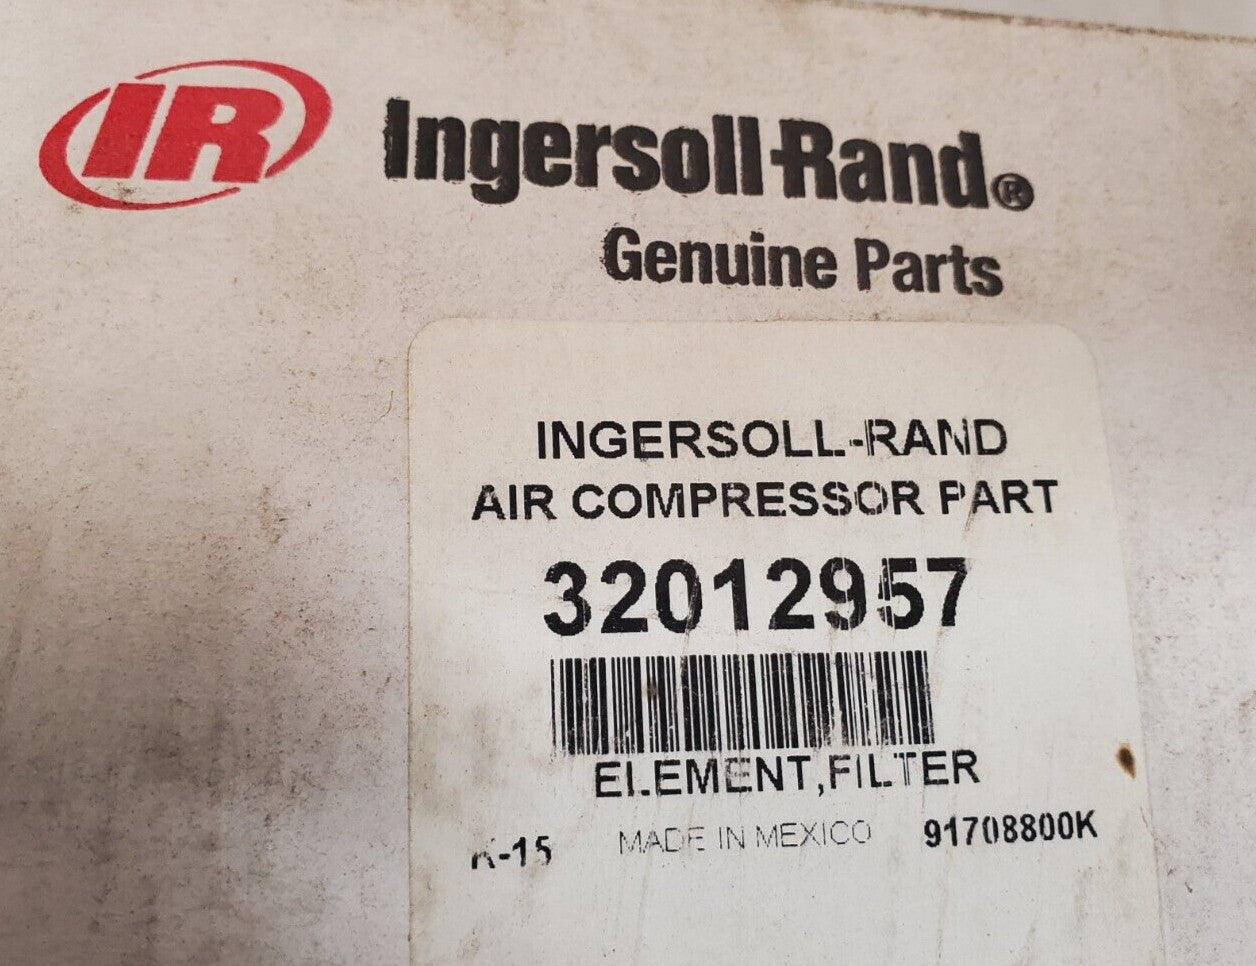 IR Ingersoll-Rand®
Genuine Parts
INGERSOLL-RAND
AIR COMPRESSOR PART
32012957
ELEMENT,FILTER
K-15 MADE IN MEXICO 91708800K